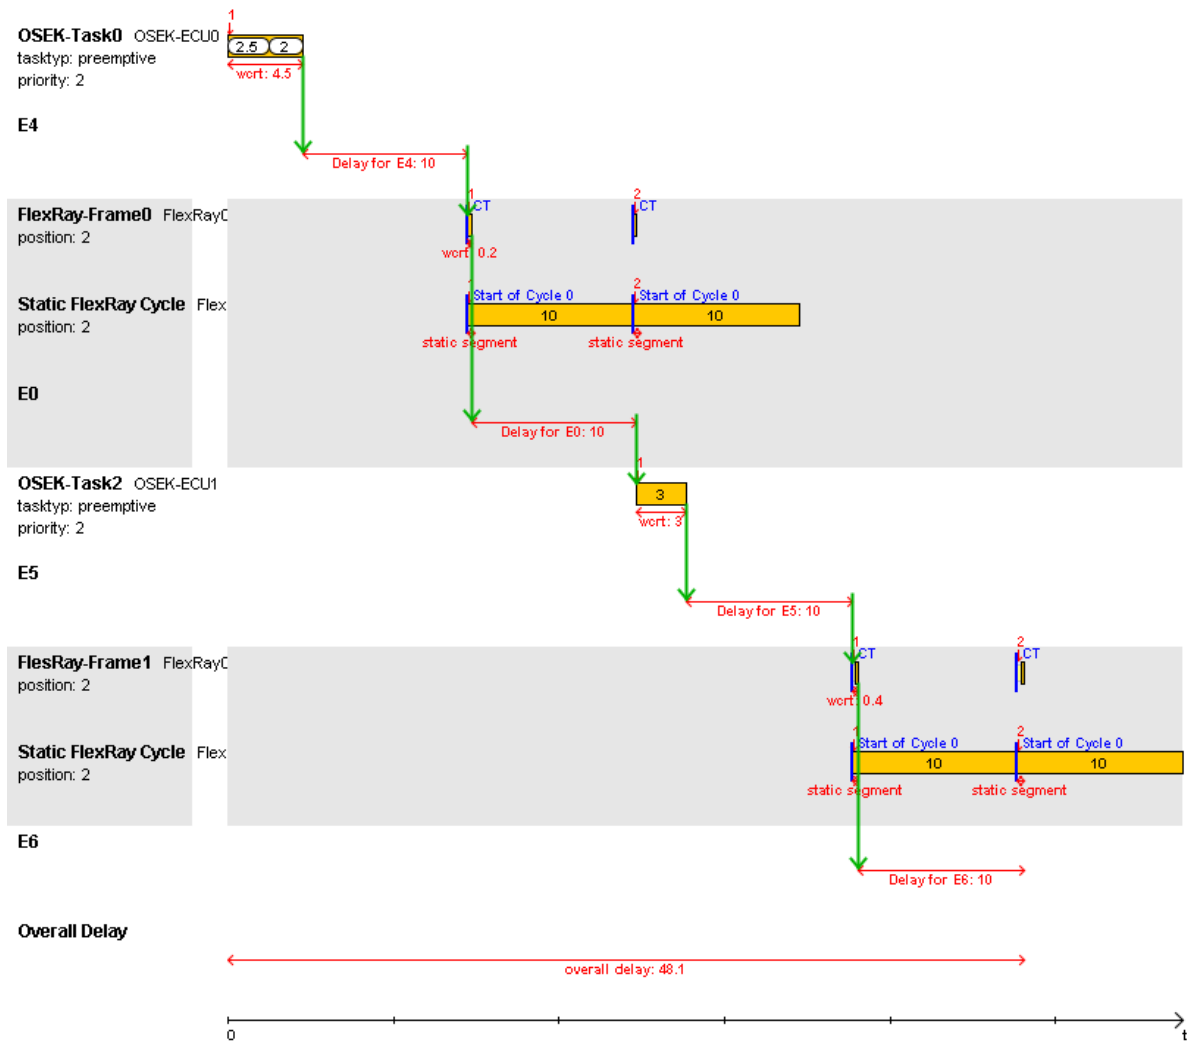 1
OSEK-Task0 OSEK-ECU0
2.5 2
tasktyp: preemptive
wcrt: 4.5
priority: 2
E4
Delay for E4: 10
1 2
FlexRay-Frame0 FlexRay0
CT CT
position: 2
wcrt: 0.2
1 2
Start of Cycle 0 Start of Cycle 0
Static FlexRay Cycle Flex
10 10
position: 2
static segment static segment
E0
Delay for E0: 10
1
OSEK-Task2 OSEK-ECU1
3
tasktyp: preemptive
wcrt: 3
priority: 2
E5
Delay for E5: 10
1 2
FlesRay-Frame1 FlexRay0
CT CT
position: 2
wcrt: 0.4
1 2
Start of Cycle 0 Start of Cycle 0
Static FlexRay Cycle Flex
10 10
position: 2
static segment static segment
E6
Delay for E6: 10
Overall Delay
overall delay: 48.1
0 t